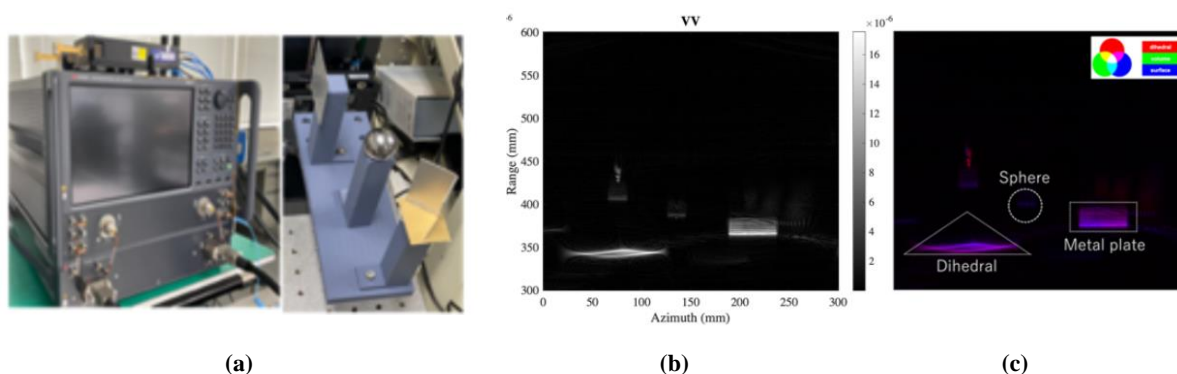 VV
-6
600
550
500
450
400
350
300
Range (mm)
0 50 100 150 200 250 300
Azimuth (mm)
×10-6
16
14
12
10
8
6
4
2
dihedral
volume
surface
Sphere
Metal plate
Dihedral
(a) (b) (c)